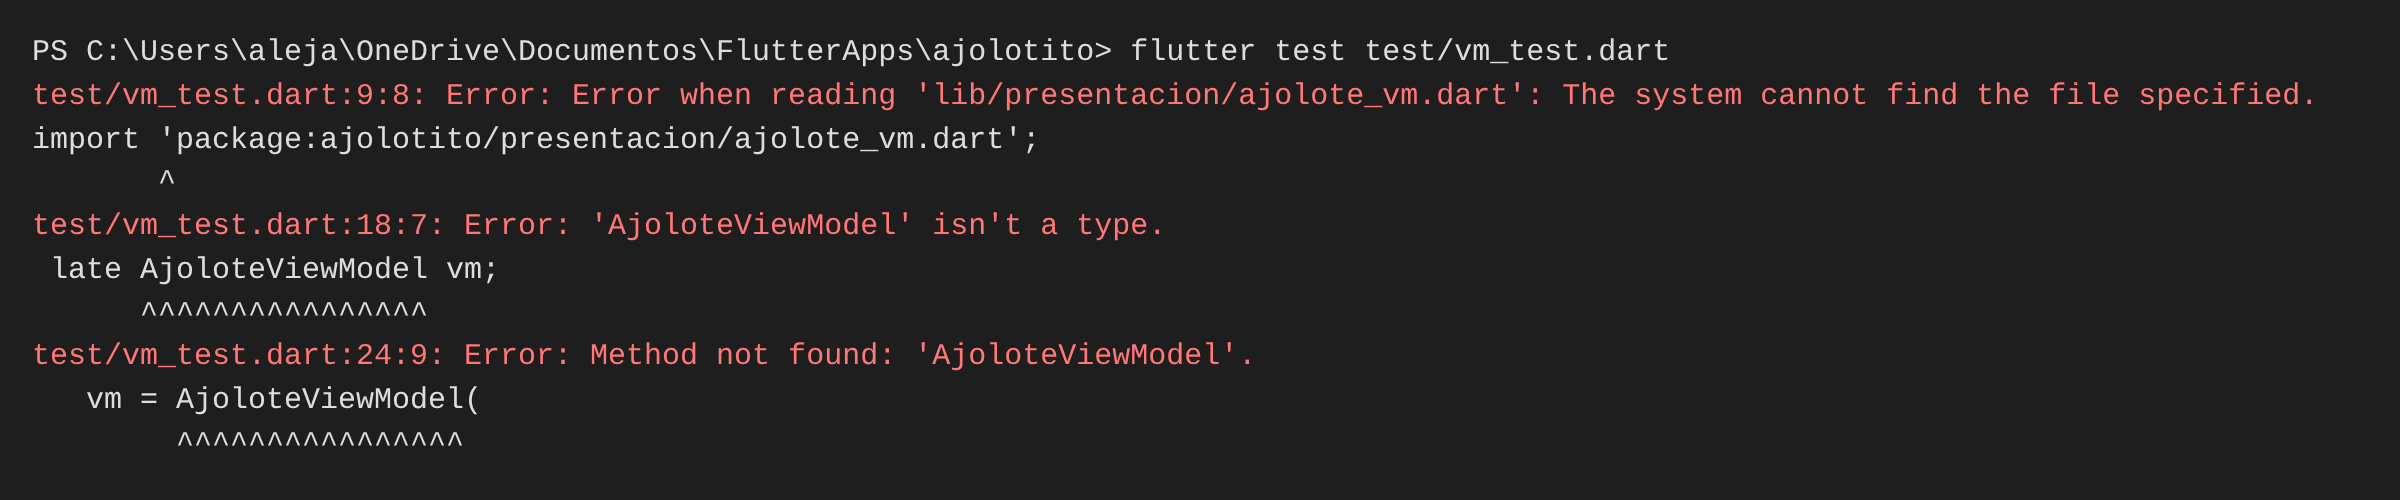 PS C:\Users\aleja\OneDrive\Documentos\FlutterApps\ajolotito> flutter test test/vm_test.dart
test/vm_test.dart:9:8: Error: Error when reading 'lib/presentacion/ajolote_vm.dart': The system cannot find the file specified.
import 'package:ajolotito/presentacion/ajolote_vm.dart';
       ^
test/vm_test.dart:18:7: Error: 'AjoloteViewModel' isn't a type.
 late AjoloteViewModel vm;
      ^^^^^^^^^^^^^^^^
test/vm_test.dart:24:9: Error: Method not found: 'AjoloteViewModel'.
   vm = AjoloteViewModel(
        ^^^^^^^^^^^^^^^^